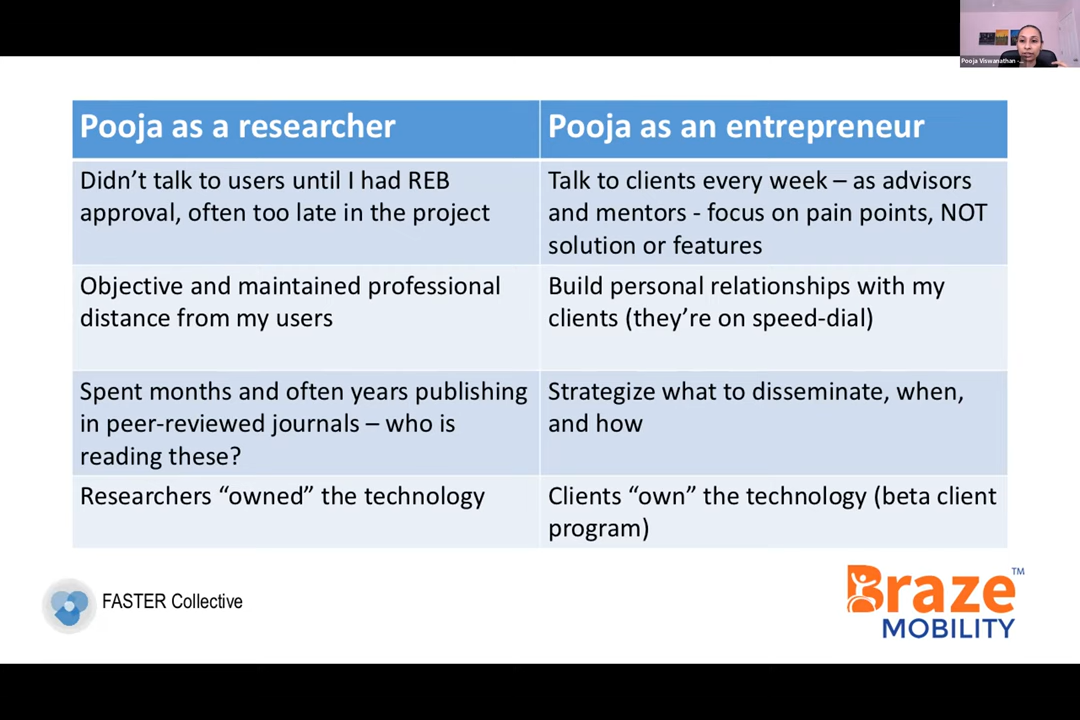 Pooja Viswanathan -...
Pooja as a researcher
Pooja as an entrepreneur
Didn’t talk to users until I had REB
approval, often too late in the project
Talk to clients every week – as advisors
and mentors - focus on pain points, NOT
solution or features
Objective and maintained professional
distance from my users
Build personal relationships with my
clients (they’re on speed-dial)
Spent months and often years publishing
in peer-reviewed journals – who is
reading these?
Strategize what to disseminate, when,
and how
Researchers “owned” the technology
Clients “own” the technology (beta client
program)
FASTER Collective
Braze™
MOBILITY